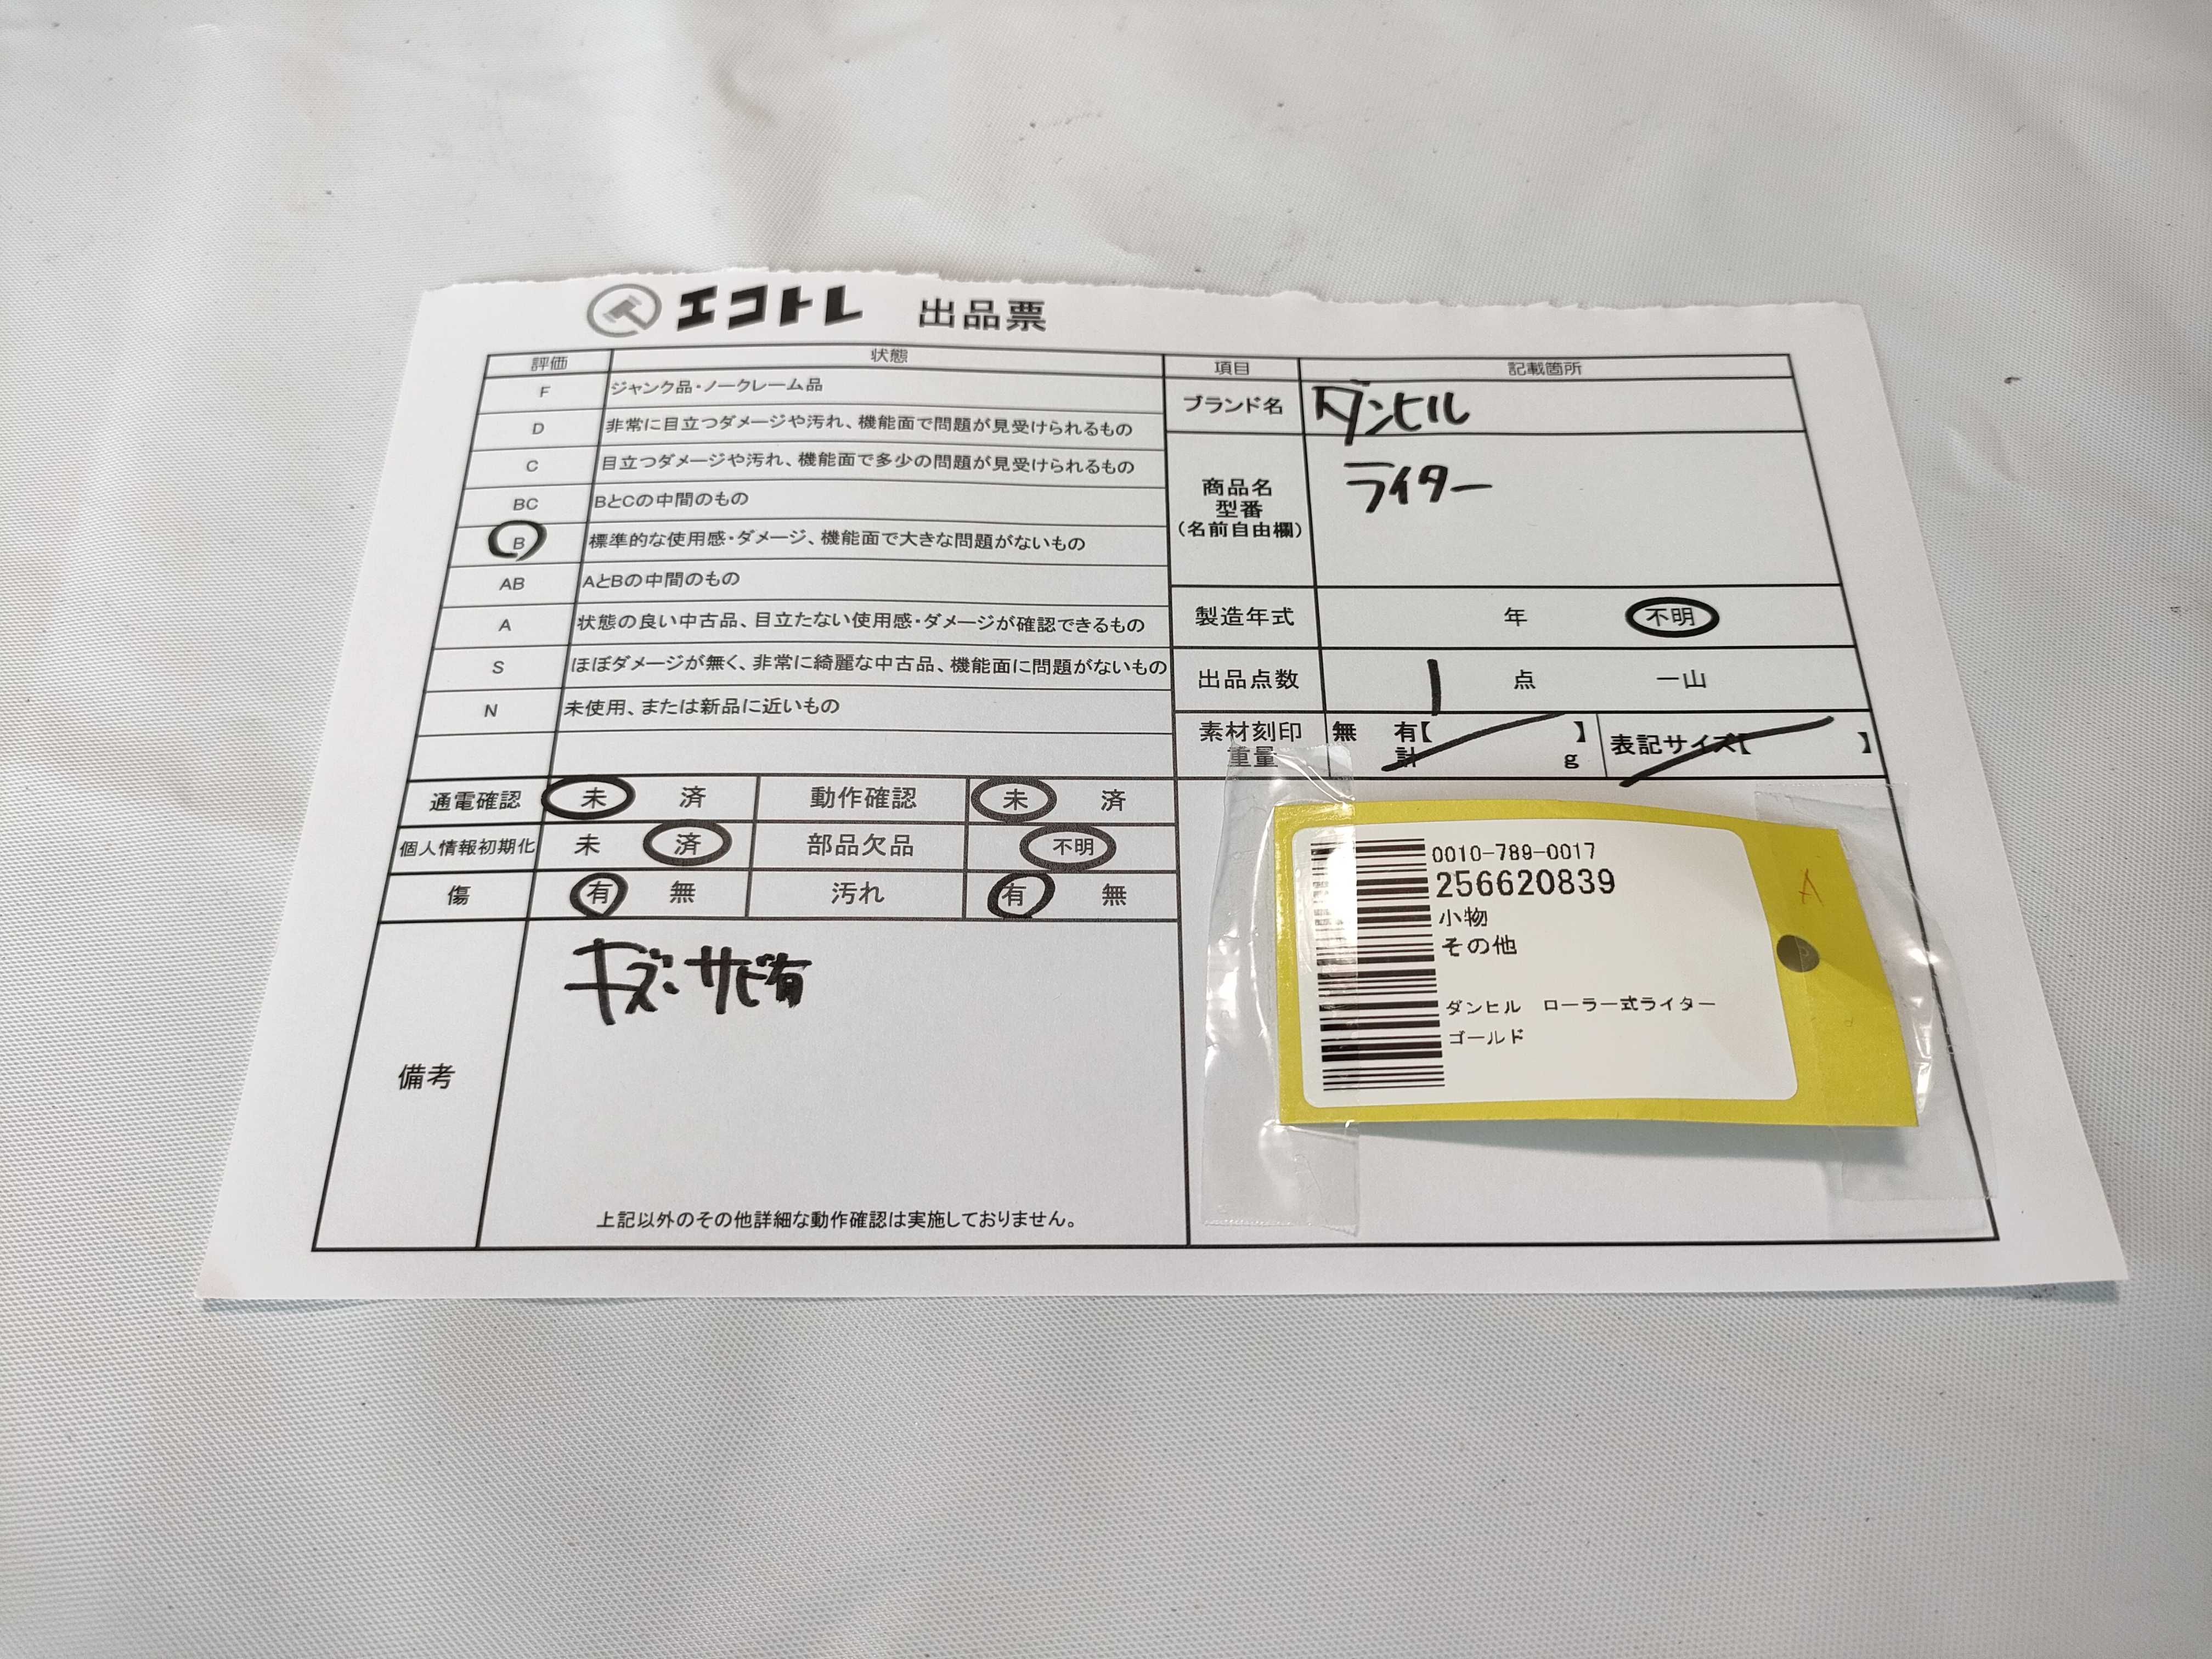 エコトレ 出品票
評価 状態
F ジャンク品・ノークレーム品
D 非常に目立つダメージや汚れ、機能面で問題が見受けられるもの
C 目立つダメージや汚れ、機能面で多少の問題が見受けられるもの
BC BとCの中間のもの
B 標準的な使用感・ダメージ、機能面で大きな問題がないもの
AB AとBの中間のもの
A 状態の良い中古品、目立たない使用感・ダメージが確認できるもの
S ほぼダメージが無く、非常に綺麗な中古品、機能面に問題がないもの
N 未使用、または新品に近いもの
項目 記載箇所
ブランド名 ダンヒル
商品名
型番
(名前自由欄)
ライター
製造年式 年 不明
出品点数 1 点 一山
素材刻印 無 有【 】
重量 計 g
表記サイズ【 】
通電確認 未 済 動作確認 未 済
個人情報初期化 未 済 部品欠品 不明
傷 有 無 汚れ 有 無
備考
キズ・サビ有
上記以外のその他詳細な動作確認は実施しておりません。
0010-789-0017
256620839
小物
その他
ダンヒル ローラー式ライター
ゴールド
A